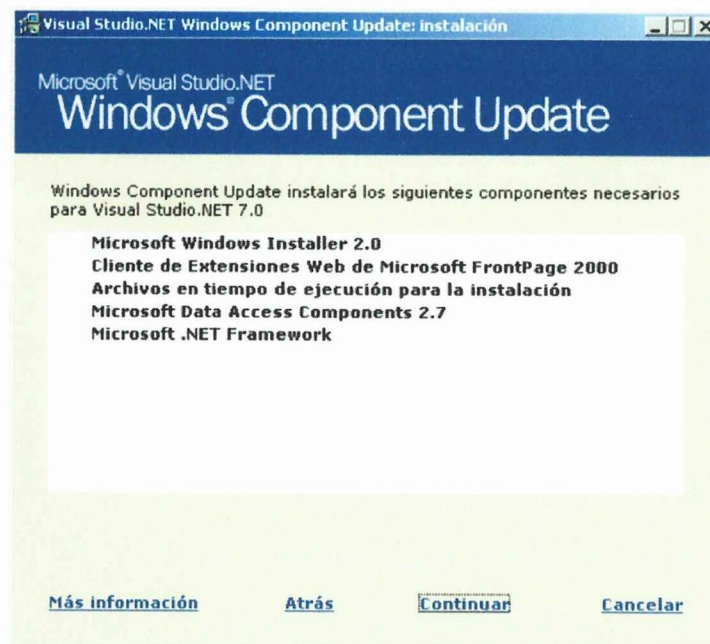 Visual Studio.NET Windows Component Update: instalación
Microsoft® Visual Studio.NET
Windows® Component Update
Windows Component Update instalará los siguientes componentes necesarios
para Visual Studio.NET 7.0
Microsoft Windows Installer 2.0
Cliente de Extensiones Web de Microsoft FrontPage 2000
Archivos en tiempo de ejecución para la instalación
Microsoft Data Access Components 2.7
Microsoft .NET Framework
Más información Atrás Continuar Cancelar